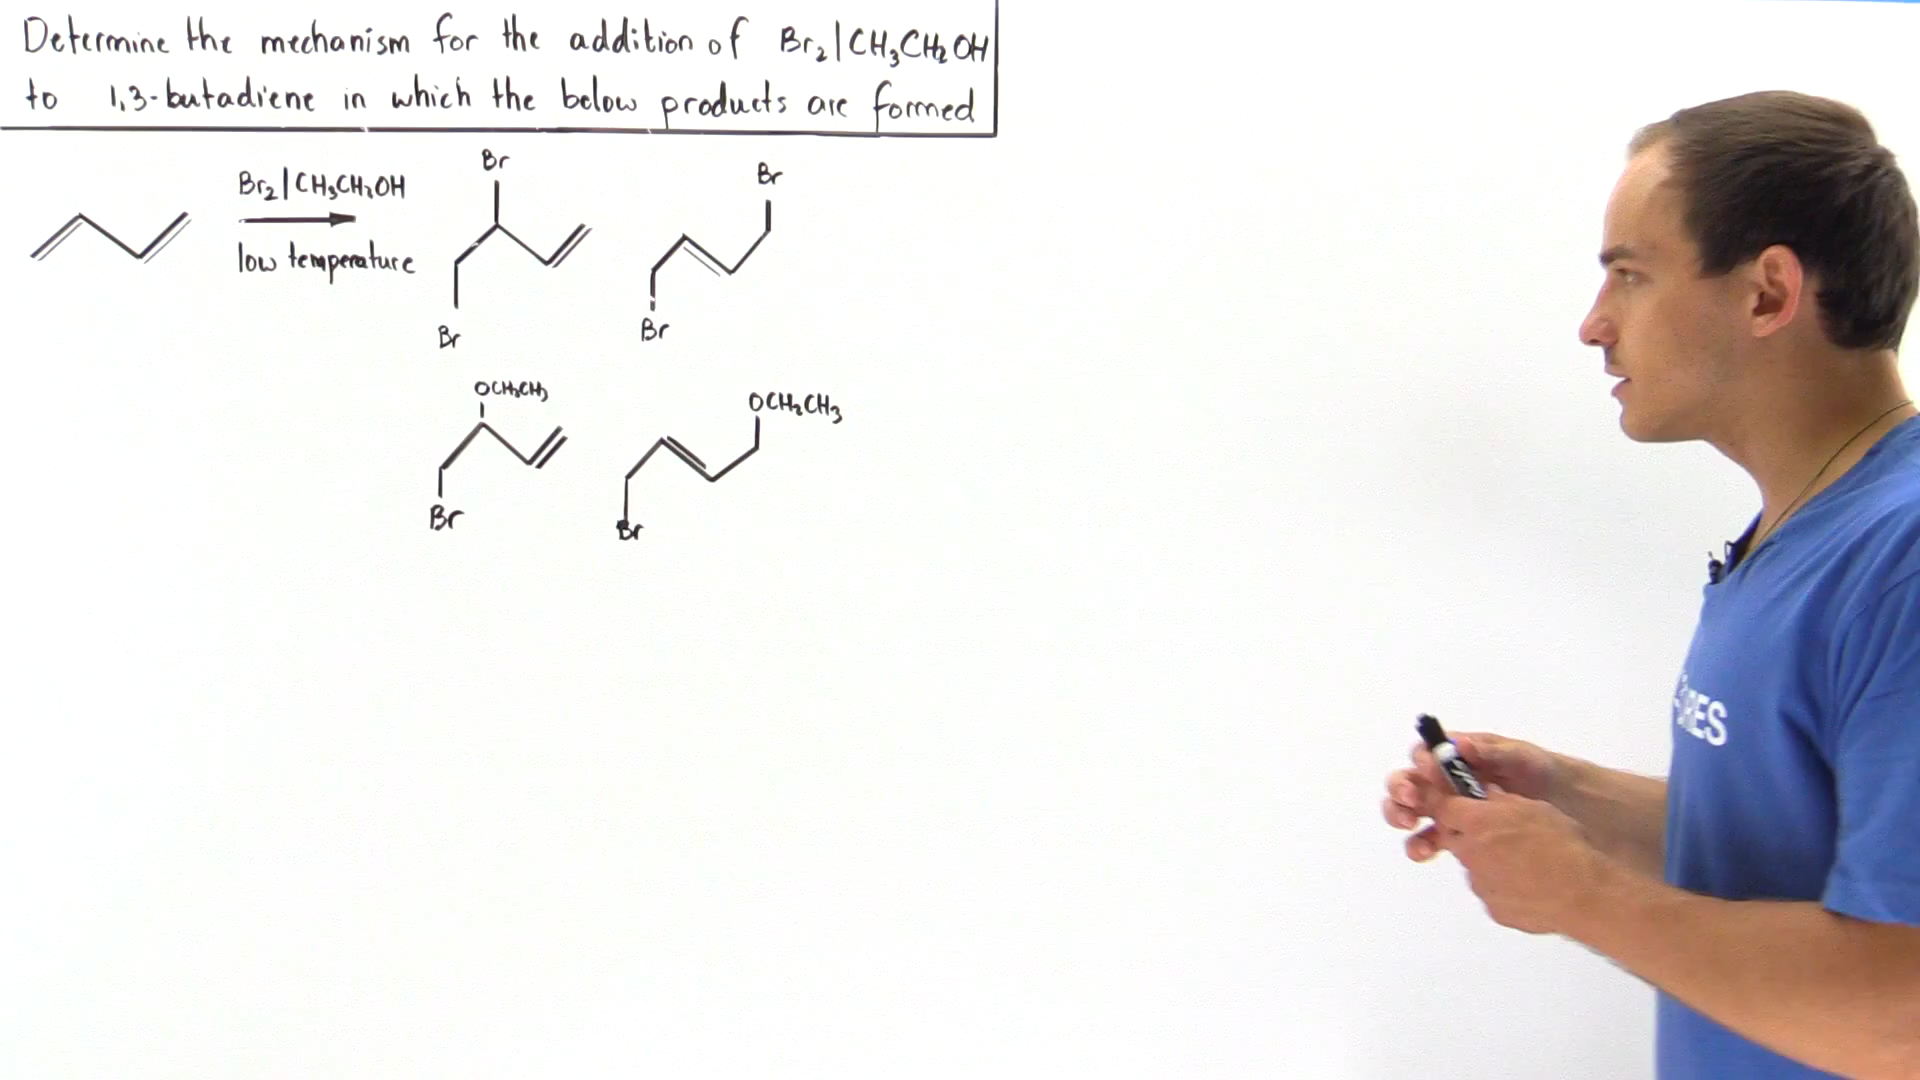 Determine the mechanism for the addition of Br2|CH3CH2OH
to 1,3-butadiene in which the below products are formed
Br2|CH3CH2OH
low temperature
Br
Br
Br
Br
OCH2CH3
Br
OCH2CH3
Br